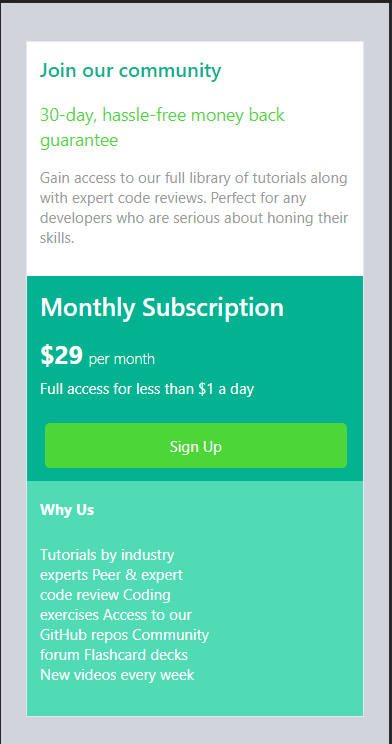 Join our community
30-day, hassle-free money back
guarantee
Gain access to our full library of tutorials along
with expert code reviews. Perfect for any
developers who are serious about honing their
skills.
Monthly Subscription
$29 per month
Full access for less than $1 a day
Sign Up
Why Us
Tutorials by industry
experts Peer & expert
code review Coding
exercises Access to our
GitHub repos Community
forum Flashcard decks
New videos every week